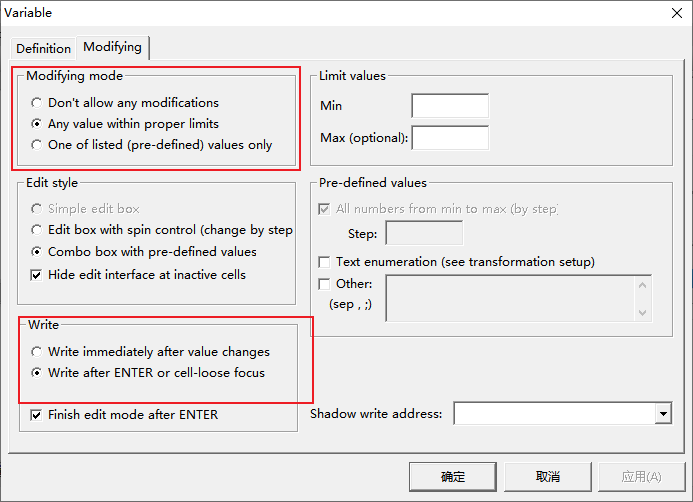 Variable
Definition
Modifying
Modifying mode
Don't allow any modifications
Any value within proper limits
One of listed (pre-defined) values only
Limit values
Min
Max (optional):
Edit style
Simple edit box
Edit box with spin control (change by step
Combo box with pre-defined values
Hide edit interface at inactive cells
Pre-defined values
All numbers from min to max (by step)
Step:
Text enumeration (see transformation setup)
Other:
(sep , ;)
Write
Write immediately after value changes
Write after ENTER or cell-loose focus
Finish edit mode after ENTER
Shadow write address:
确定
取消
应用(A)